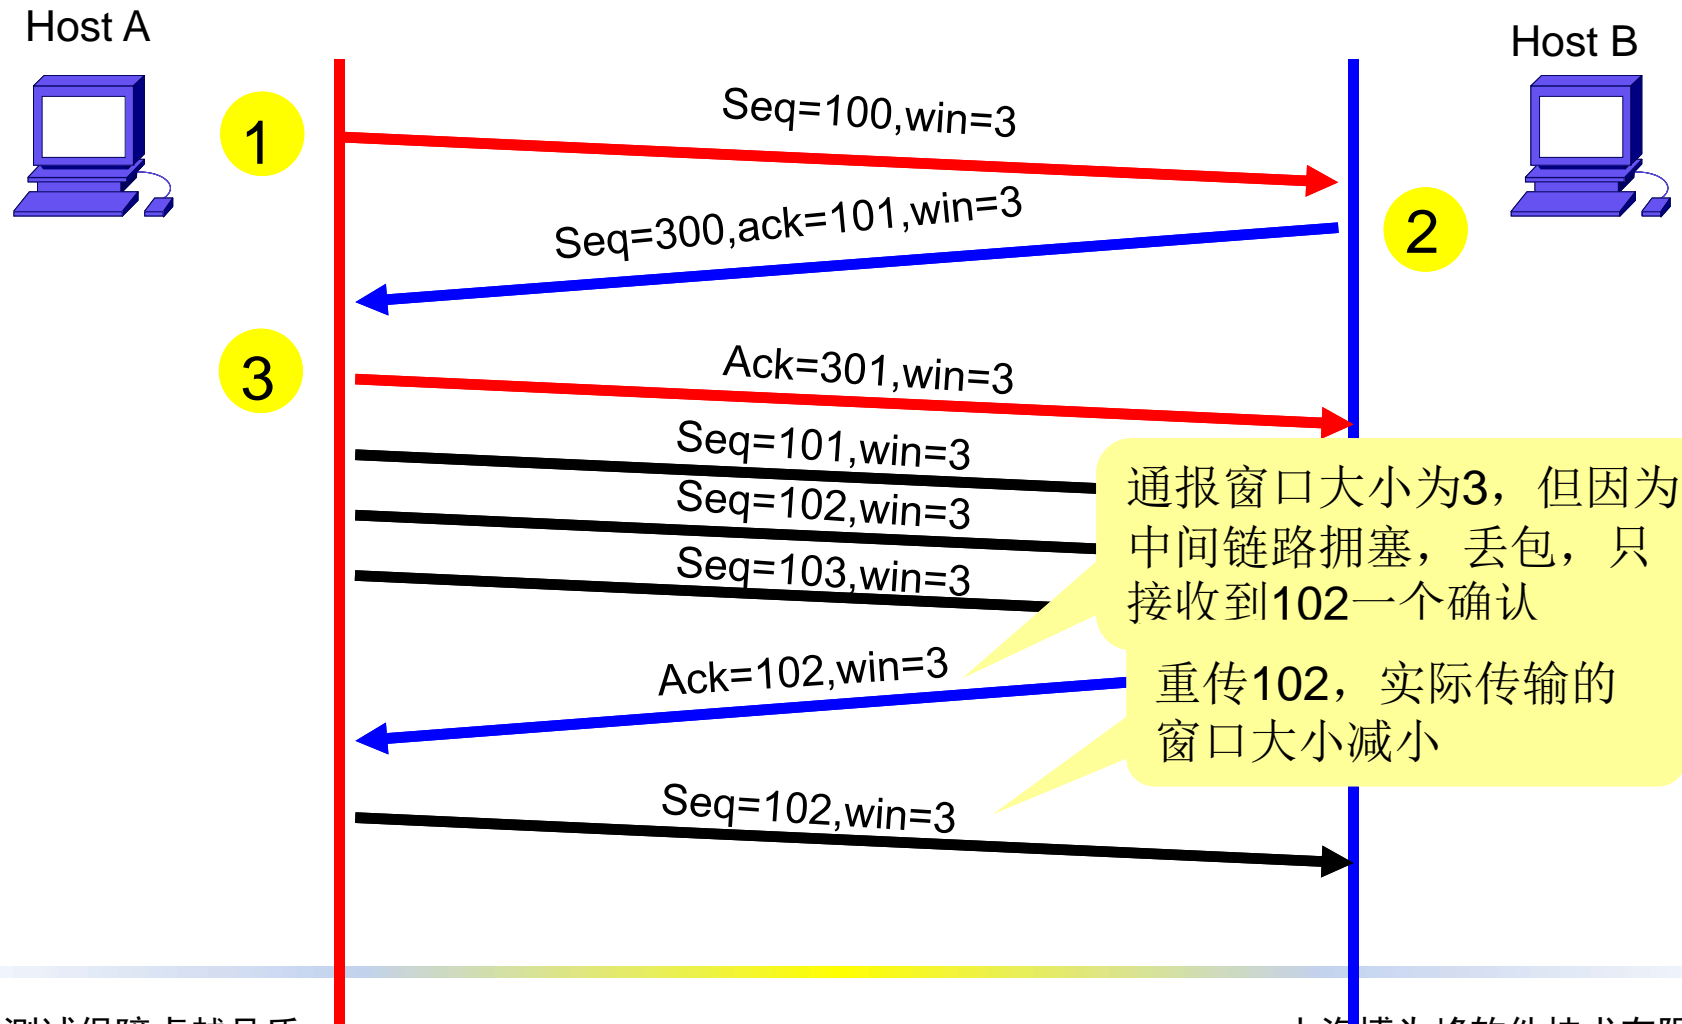 Host A
Host B
1
Seq=100,win=3
Seq=300,ack=101,win=3
2
3
Ack=301,win=3
Seq=101,win=3
Seq=102,win=3
Seq=103,win=3
通报窗口大小为3，但因为
中间链路拥塞，丢包，只
接收到102一个确认
Ack=102,win=3
重传102，实际传输的
窗口大小减小
Seq=102,win=3